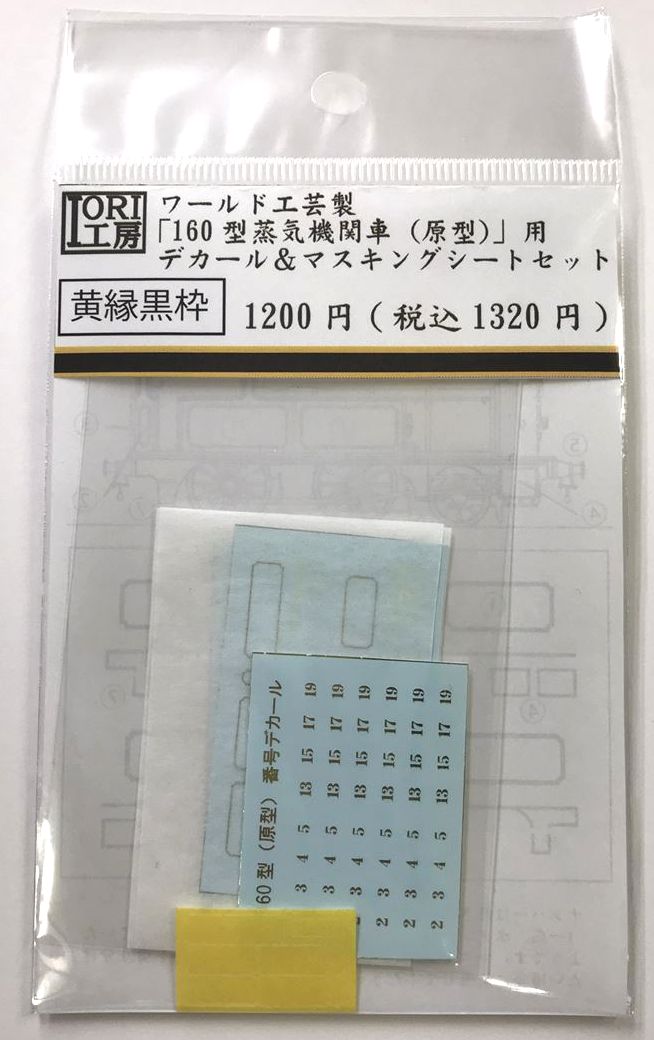 IORI
工房
ワールド工芸製
「160型蒸気機関車（原型）」用
デカール&マスキングシートセット
黄縁黒枠
1200円(税込1320円)
60型（原型）番号デカール
3 4 5 13 15 17 19
3 4 5 13 15 17 19
3 4 5 13 15 17 19
2 3 4 5 13 15 17 19
2 3 4 5 13 15 17 19
2 3 4 5 13 15 17 19